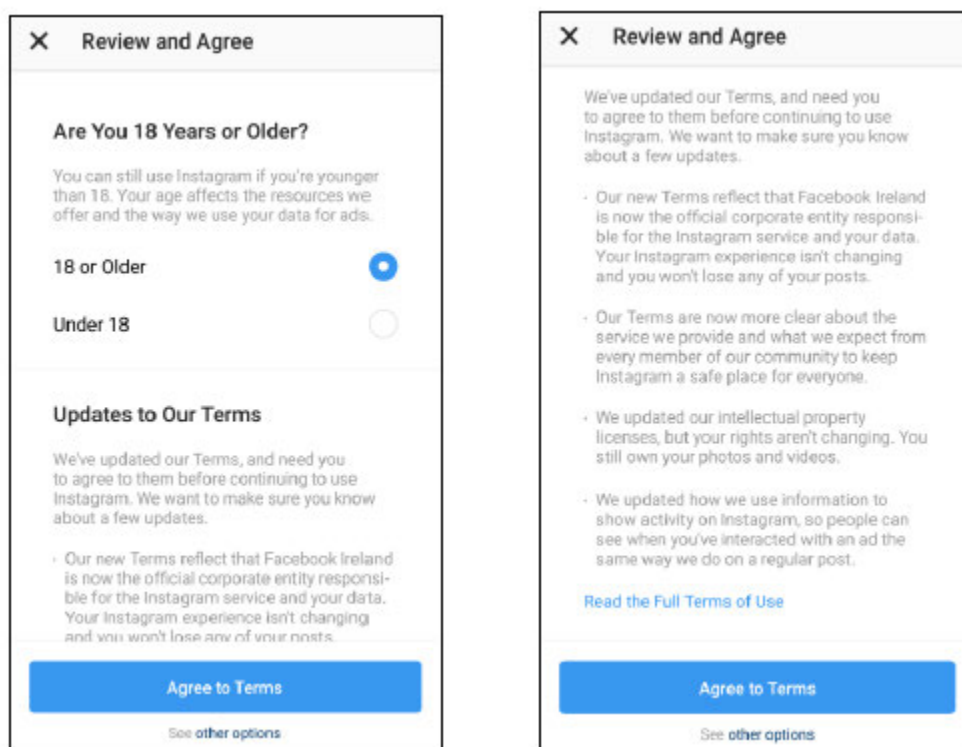 Review and Agree
Are You 18 Years or Older?
You can still use Instagram if you're younger
than 18. Your age affects the resources we
offer and the way we use your data for ads.
18 or Older
Under 18
Updates to Our Terms
We've updated our Terms, and need you
to agree to them before continuing to use
Instagram. We want to make sure you know
about a few updates.
· Our new Terms reflect that Facebook Ireland
is now the official corporate entity responsi-
ble for the Instagram service and your data.
Your Instagram experience isn't changing
and you won't lose any of your posts.
Agree to Terms
See other options
Review and Agree
We've updated our Terms, and need you
to agree to them before continuing to use
Instagram. We want to make sure you know
about a few updates.
· Our new Terms reflect that Facebook Ireland
is now the official corporate entity responsi-
ble for the Instagram service and your data.
Your Instagram experience isn't changing
and you won't lose any of your posts.
· Our Terms are now more clear about the
service we provide and what we expect from
every member of our community to keep
Instagram a safe place for everyone.
· We updated our intellectual property
licenses, but your rights aren't changing. You
still own your photos and videos.
· We updated how we use information to
show activity on Instagram, so people can
see when you've interacted with an ad the
same way we do on a regular post.
Read the Full Terms of Use
Agree to Terms
See other options